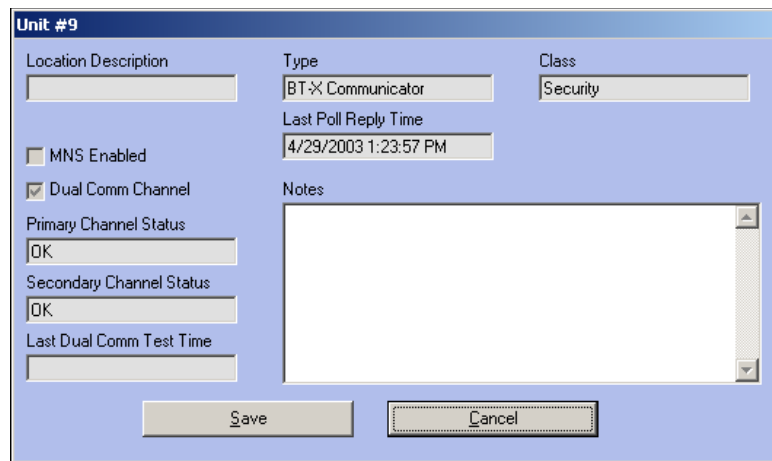 Unit #9
Location Description
Type
Class
BT-X Communicator
Security
Last Poll Reply Time
4/29/2003 1:23:57 PM
MNS Enabled
Dual Comm Channel
Notes
Primary Channel Status
OK
Secondary Channel Status
OK
Last Dual Comm Test Time
Save
Cancel